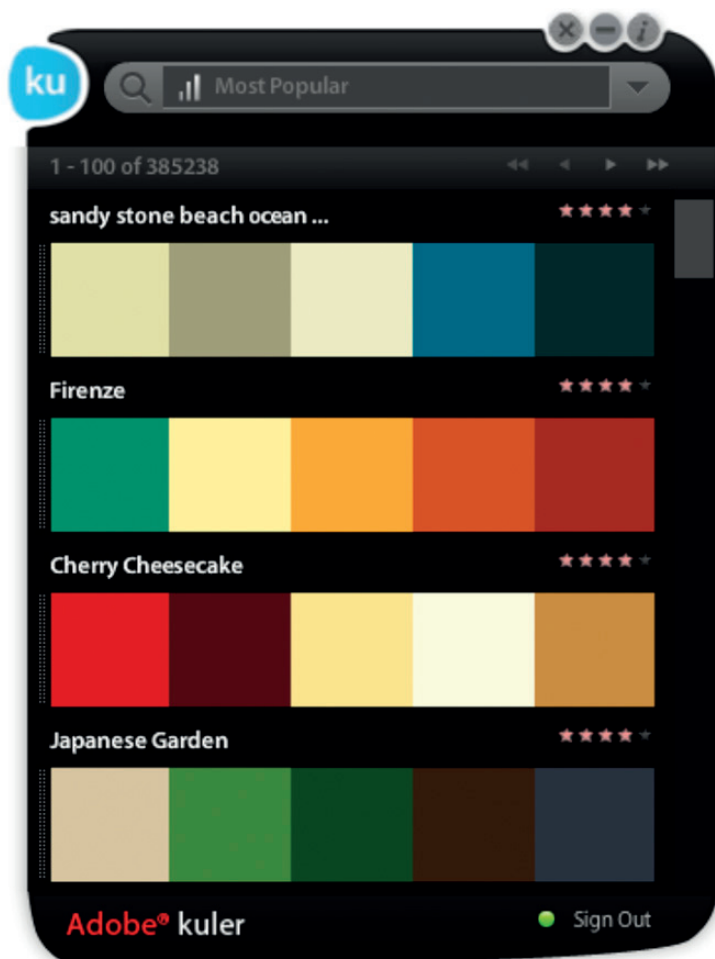 ku
Most Popular
1 - 100 of 385238
sandy stone beach ocean ...
Firenze
Cherry Cheesecake
Japanese Garden
Adobe® kuler
Sign Out